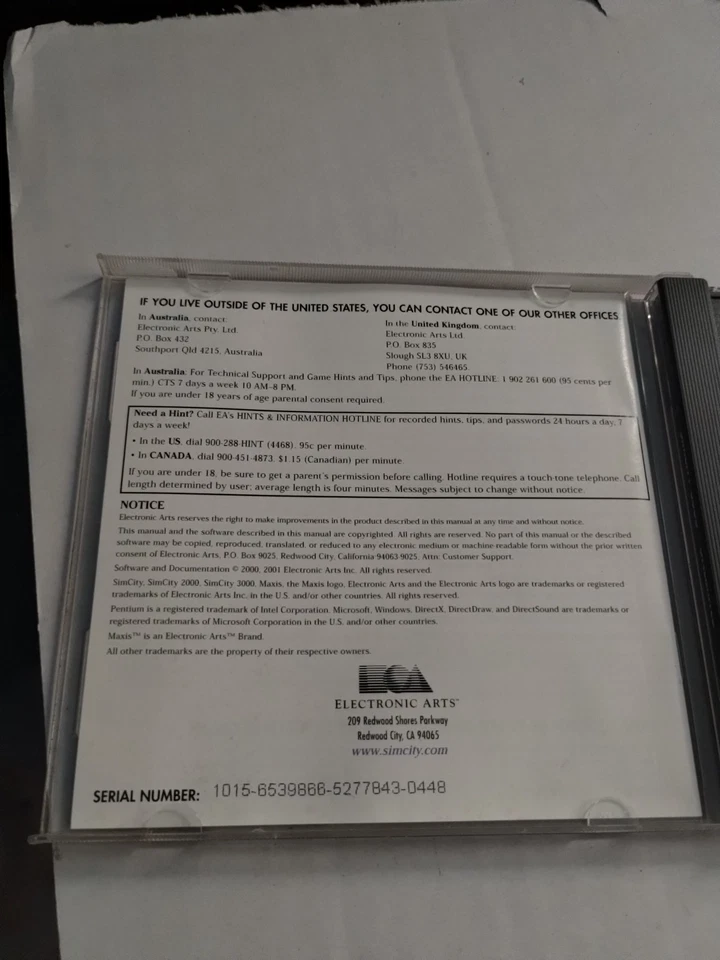 IF YOU LIVE OUTSIDE OF THE UNITED STATES, YOU CAN CONTACT ONE OF OUR OTHER OFFICES
In Australia, contact:
Electronic Arts Pty. Ltd.
P.O. Box 432
Southport Qld 4215, Australia
In the United Kingdom, contact:
Electronic Arts Ltd.
P.O. Box 835
Slough SL3 8XU, UK
Phone (753) 546465.
In Australia, For Technical Support and Game Hints and Tips, phone the EA HOTLINE: 1 902 261 600 (95 cents per
min.) CTS 7 days a week 10 AM–8 PM.
If you are under 18 years of age parental consent required.
Need a Hint? Call EA's HINTS & INFORMATION HOTLINE for recorded hints, tips, and passwords 24 hours a day, 7
days a week!
• In the US, dial 900-288-HINT (4468). 95c per minute.
• In CANADA, dial 900-451-4873. $1.15 (Canadian) per minute.
If you are under 18, be sure to get a parent's permission before calling. Hotline requires a touch-tone telephone. Call
length determined by user; average length is four minutes. Messages subject to change without notice.
NOTICE
Electronic Arts reserves the right to make improvements in the product described in this manual at any time and without notice.
This manual and the software described in this manual are copyrighted. All rights are reserved. No part of this manual or the described
software may be copied, reproduced, translated, or reduced to any electronic medium or machine-readable form without the prior written
consent of Electronic Arts, P.O. Box 9025, Redwood City, California 94063-9025, Attn: Customer Support.
Software and Documentation © 2000, 2001 Electronic Arts Inc. All rights reserved.
SimCity, SimCity 2000, SimCity 3000, Maxis, the Maxis logo, Electronic Arts and the Electronic Arts logo are trademarks or registered
trademarks of Electronic Arts Inc. in the U.S. and/or other countries. All rights reserved.
Pentium is a registered trademark of Intel Corporation. Microsoft, Windows, DirectX, DirectDraw, and DirectSound are trademarks or
registered trademarks of Microsoft Corporation in the U.S. and/or other countries.
Maxis™ is an Electronic Arts™ Brand.
All other trademarks are the property of their respective owners.
ELECTRONIC ARTS™
209 Redwood Shores Parkway
Redwood City, CA 94065
www.simcity.com
SERIAL NUMBER: 1015-6539866-5277843-0448